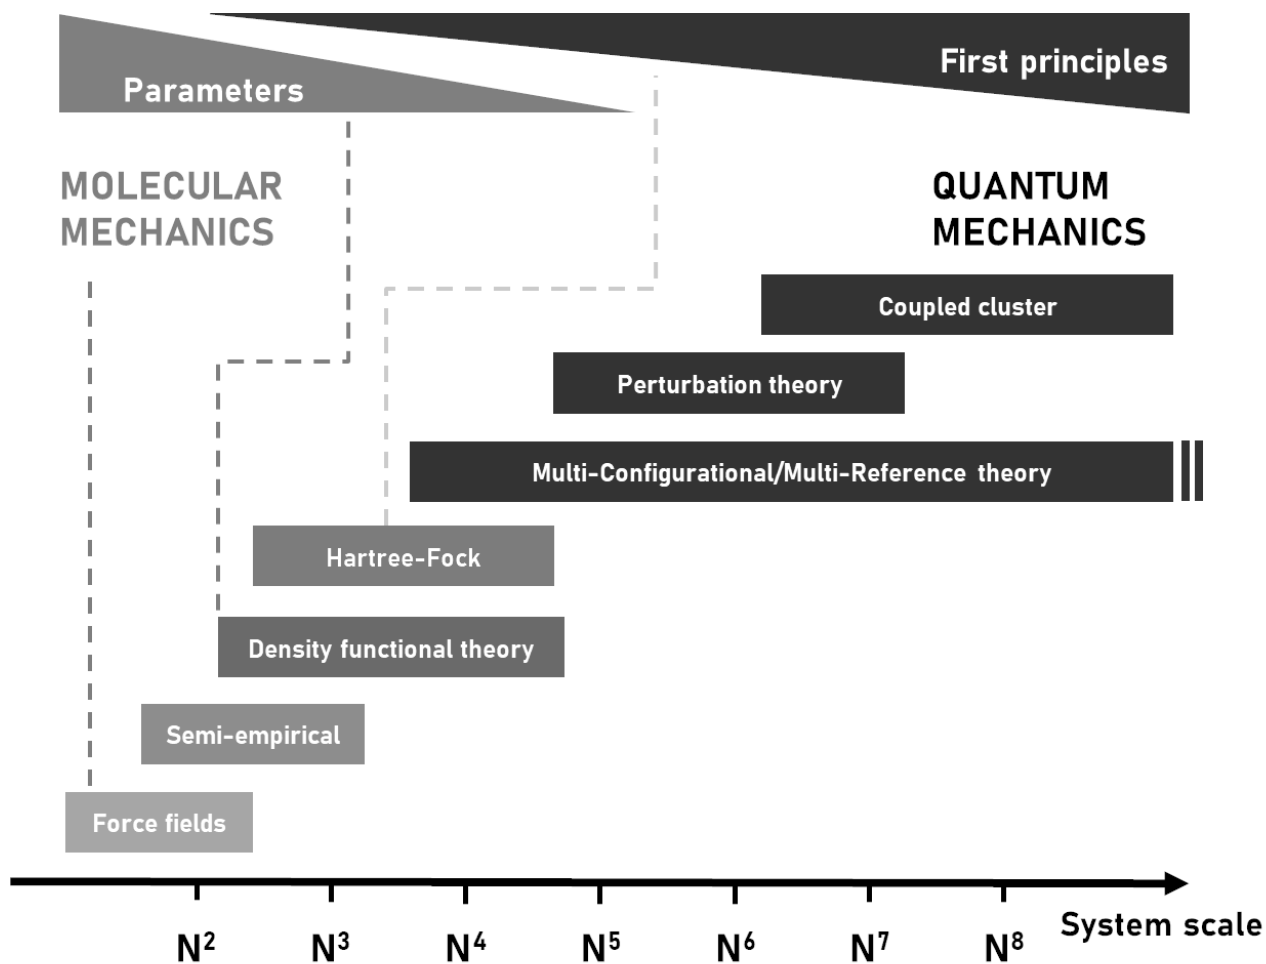 First principles
Parameters
MOLECULAR
MECHANICS
QUANTUM
MECHANICS
Coupled cluster
Perturbation theory
Multi-Configurational/Multi-Reference theory
Hartree-Fock
Density functional theory
Semi-empirical
Force fields
N² N³ N⁴ N⁵ N⁶ N⁷ N⁸
System scale